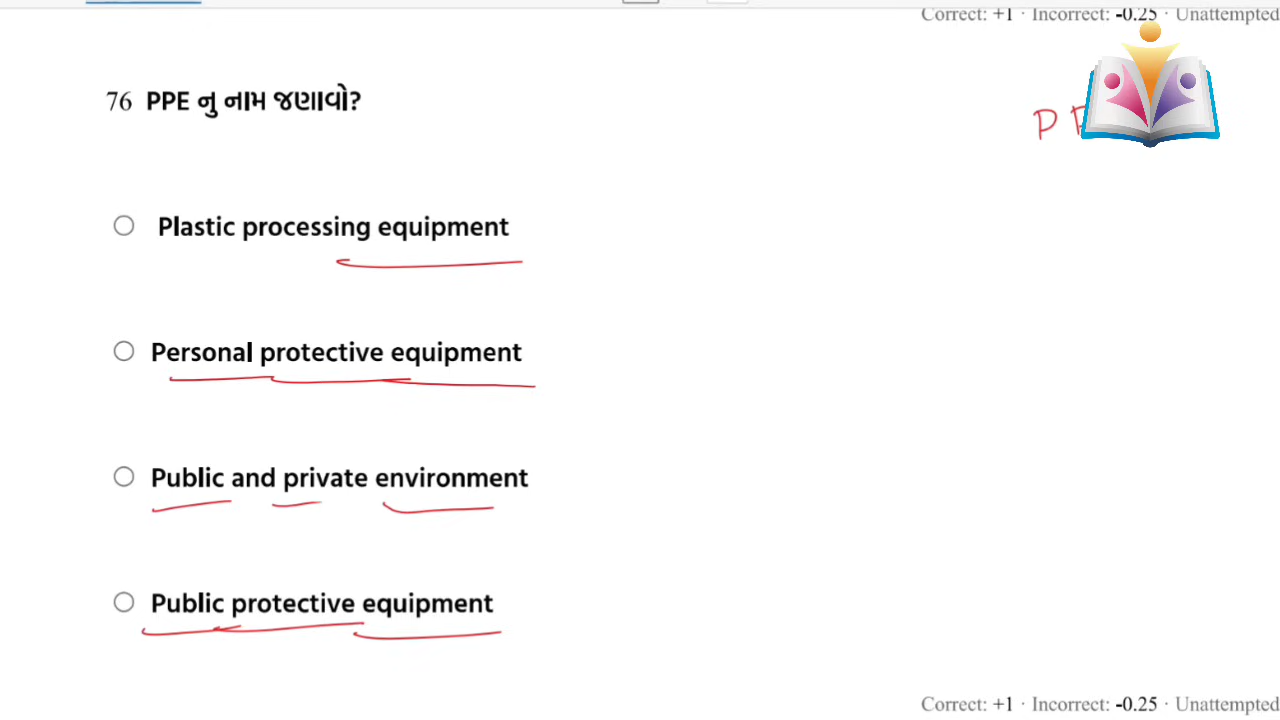 Correct: +1 · Incorrect: -0.25 · Unattempted
76 PPE નુ નામ જણાવો?
P
Plastic processing equipment
Personal protective equipment
Public and private environment
Public protective equipment
Correct: +1 · Incorrect: -0.25 · Unattempted